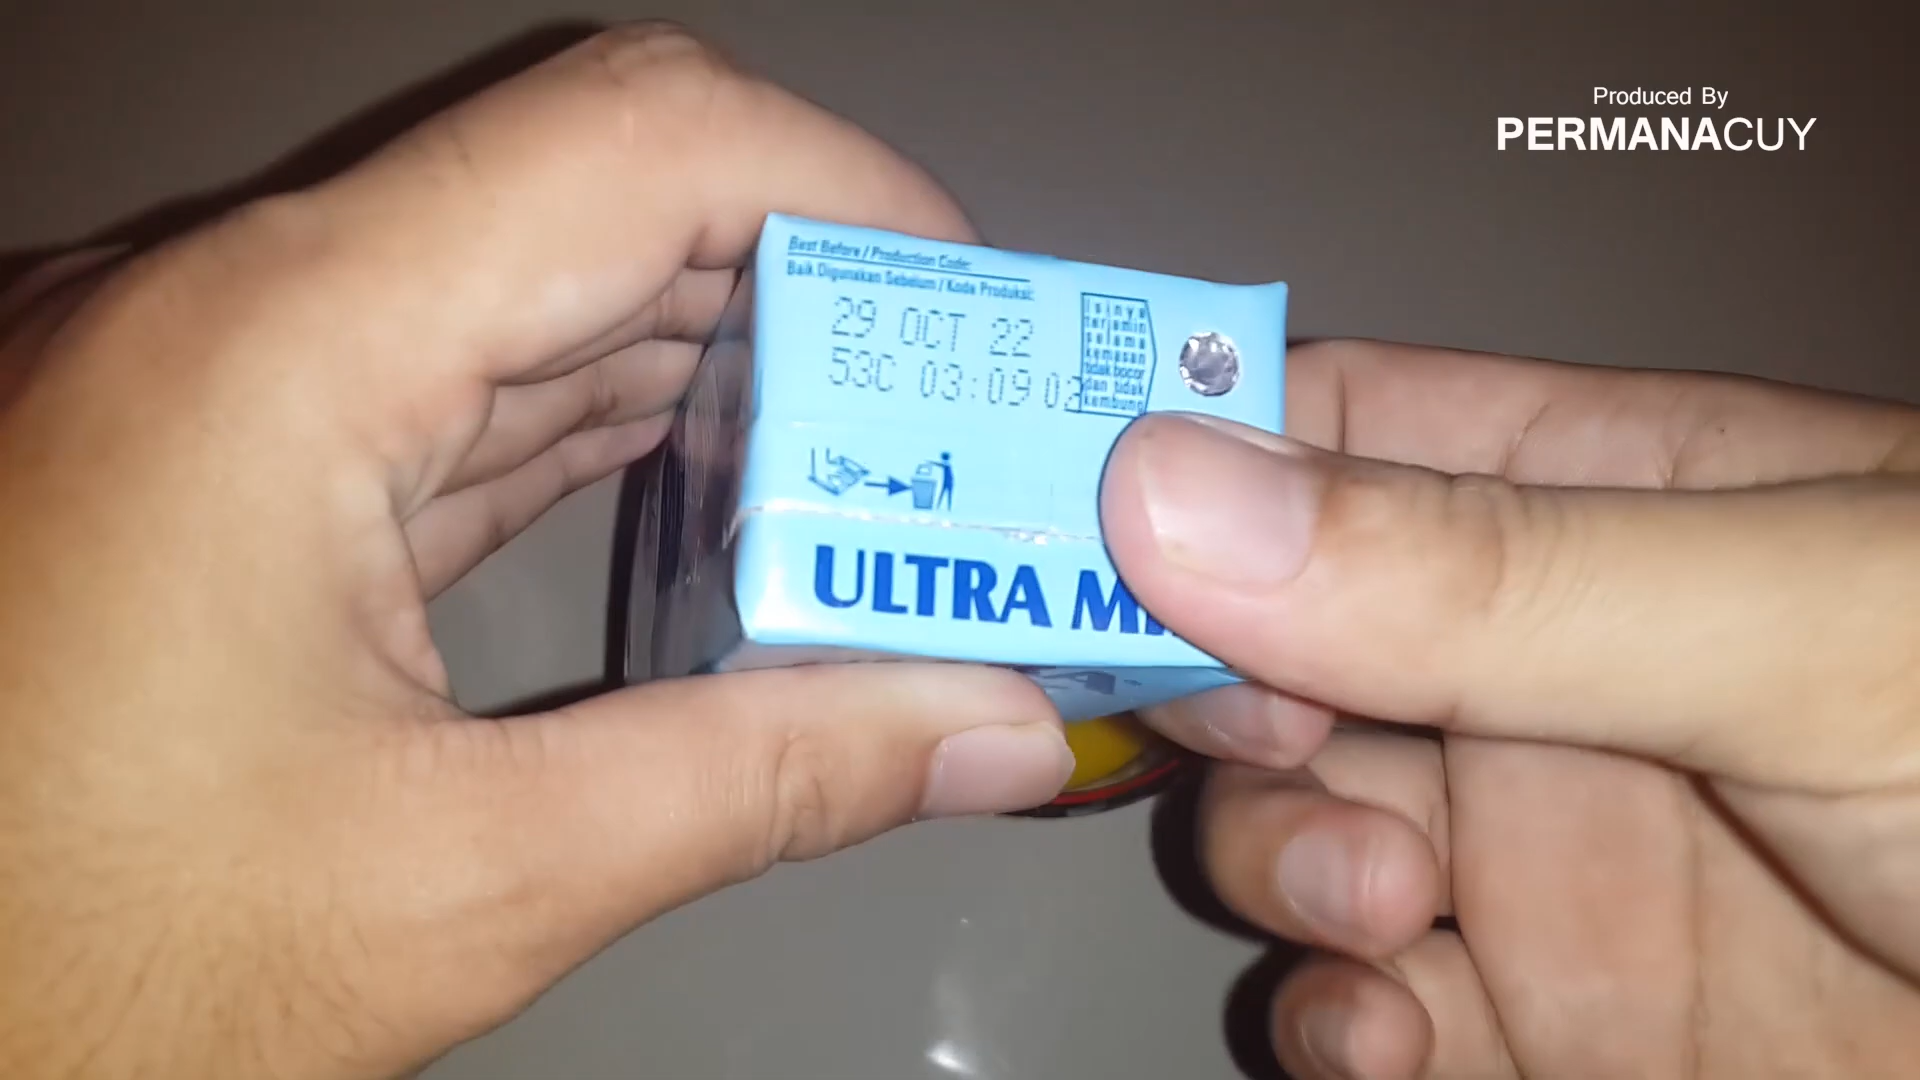 Produced By
PERMANACUY
Best Before / Production Code:
Baik Digunakan Sebelum / Kode Produksi:
29 OCT 22
53C 03:09 02
isinya
terjamin
selama
kemasan
tidak bocor
dan tidak
kembung
ULTRA